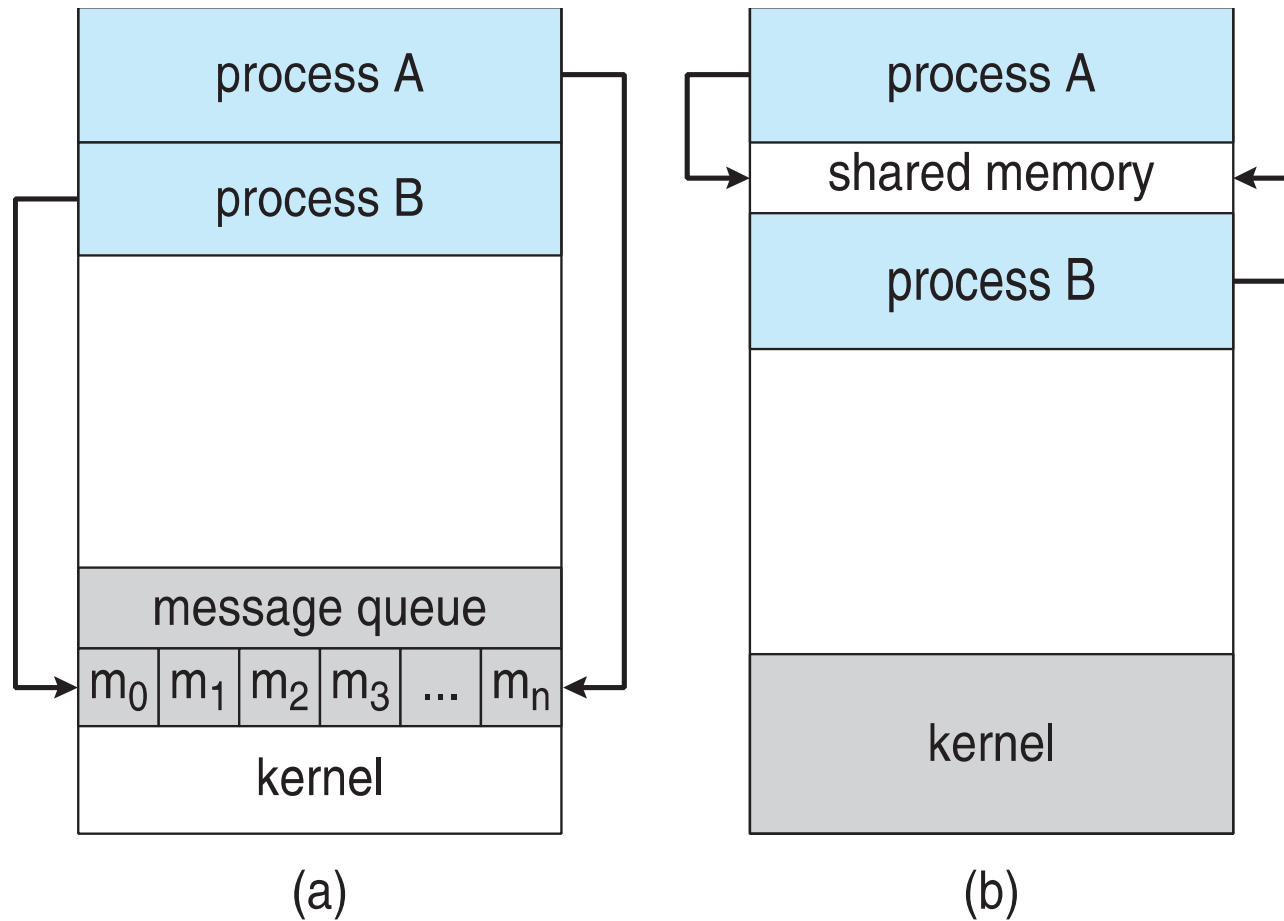 process A
process B
message queue
m0 m1 m2 m3 ... mn
kernel
(a)
process A
shared memory
process B
kernel
(b)